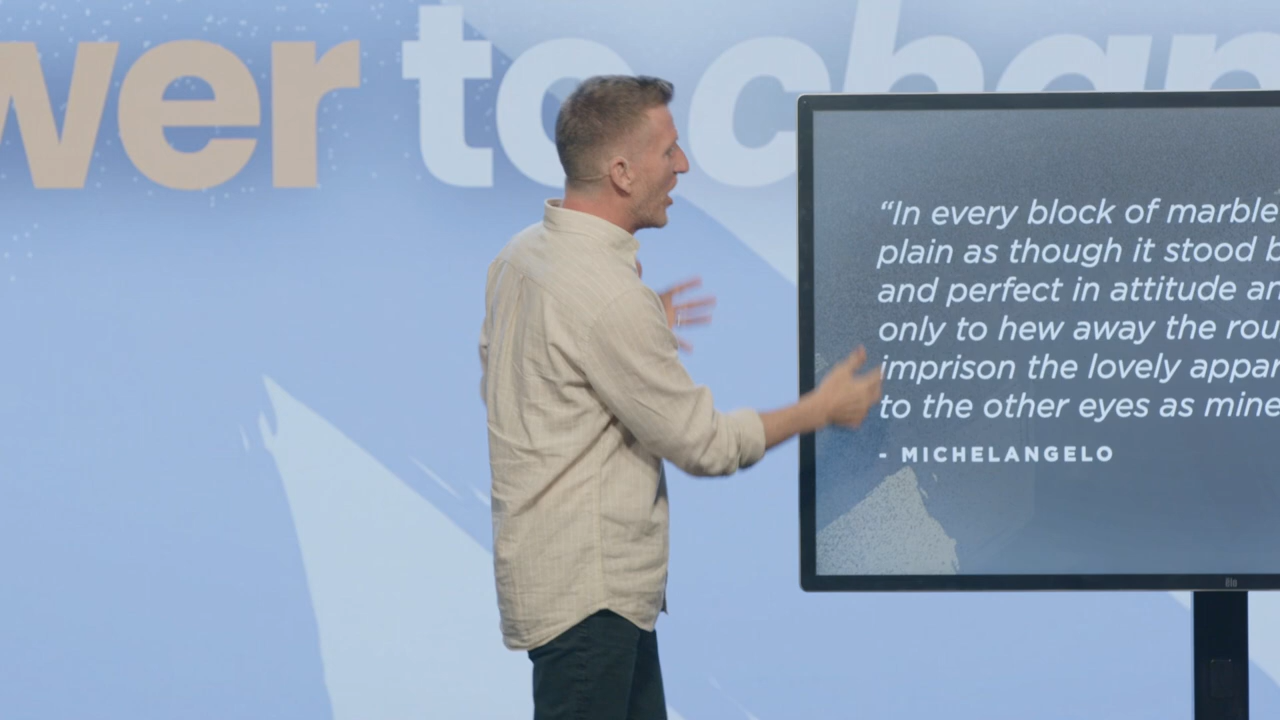 wer to chan
“In every block of marble
plain as though it stood b
and perfect in attitude an
only to hew away the rou
imprison the lovely appar
to the other eyes as mine
- MICHELANGELO
elo